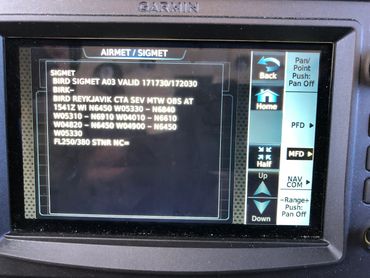 GARMIN
AIRMET / SIGMET
SIGMET
BIRD SIGMET A03 VALID 171730/172030
BIRK–
BIRD REYKJAVIK CTA SEV MTW OBS AT
1541Z WI N6450 W05330 – N6840
W05310 – N6910 W04010 – N6610
W04820 – N6450 W04900 – N6450
W05330
FL250/380 STNR NC=
Back
Home
Half
Up
Down
Pan/
Point
Push:
Pan Off
PFD
MFD
NAV
COM
–Range+
Push:
Pan Off